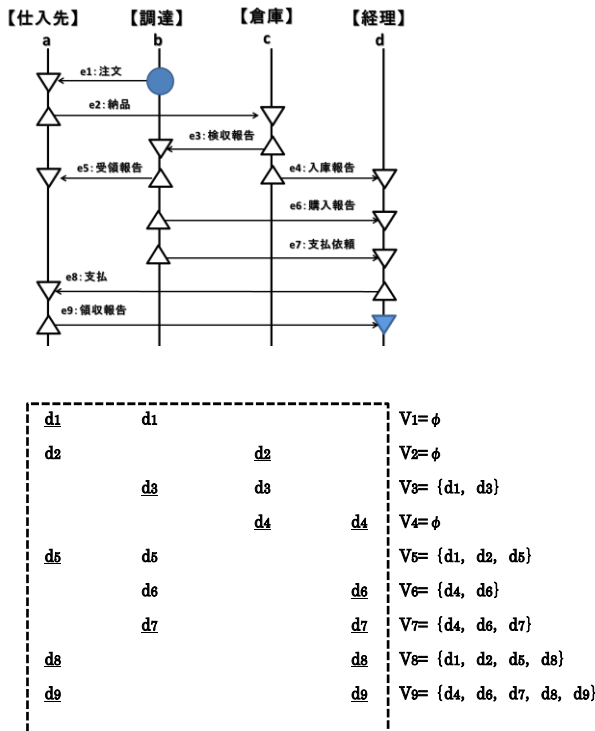 【仕入先】 【調達】 【倉庫】 【経理】
a b c d
e1:注文
e2:納品
e3:検収報告
e5:受領報告 e4:入庫報告
e6:購入報告
e7:支払依頼
e8:支払
e9:領収報告
d1 d1 V1=φ
d2 d2 V2=φ
d3 d3 V3= {d1, d3}
d4 d4 V4=φ
d5 d5 V5= {d1, d2, d5}
d6 d6 V6= {d4, d6}
d7 d7 V7= {d4, d6, d7}
d8 d8 V8= {d1, d2, d5, d8}
d9 d9 V9= {d4, d6, d7, d8, d9}